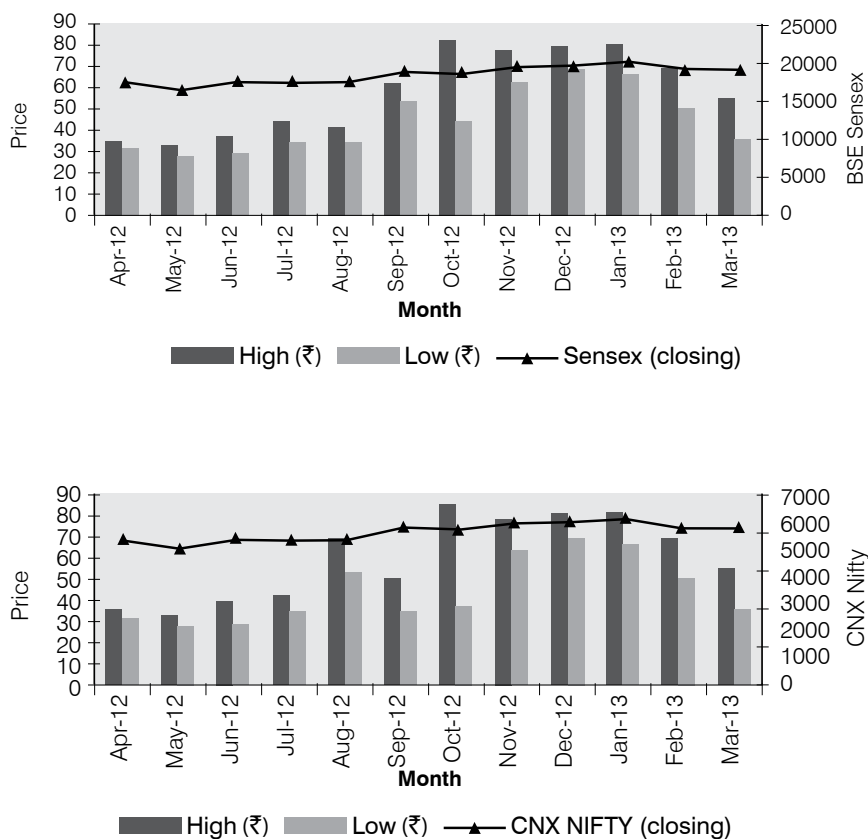 90
80
70
60
50
40
30
20
10
0
Price
25000
20000
15000
10000
5000
0
BSE Sensex
Apr-12
May-12
Jun-12
Jul-12
Aug-12
Sep-12
Oct-12
Nov-12
Dec-12
Jan-13
Feb-13
Mar-13
Month
High (₹) Low (₹) Sensex (closing)
90
80
70
60
50
40
30
20
10
0
Price
7000
6000
5000
4000
3000
2000
1000
0
CNX Nifty
Apr-12
May-12
Jun-12
Jul-12
Aug-12
Sep-12
Oct-12
Nov-12
Dec-12
Jan-13
Feb-13
Mar-13
Month
High (₹) Low (₹) CNX NIFTY (closing)